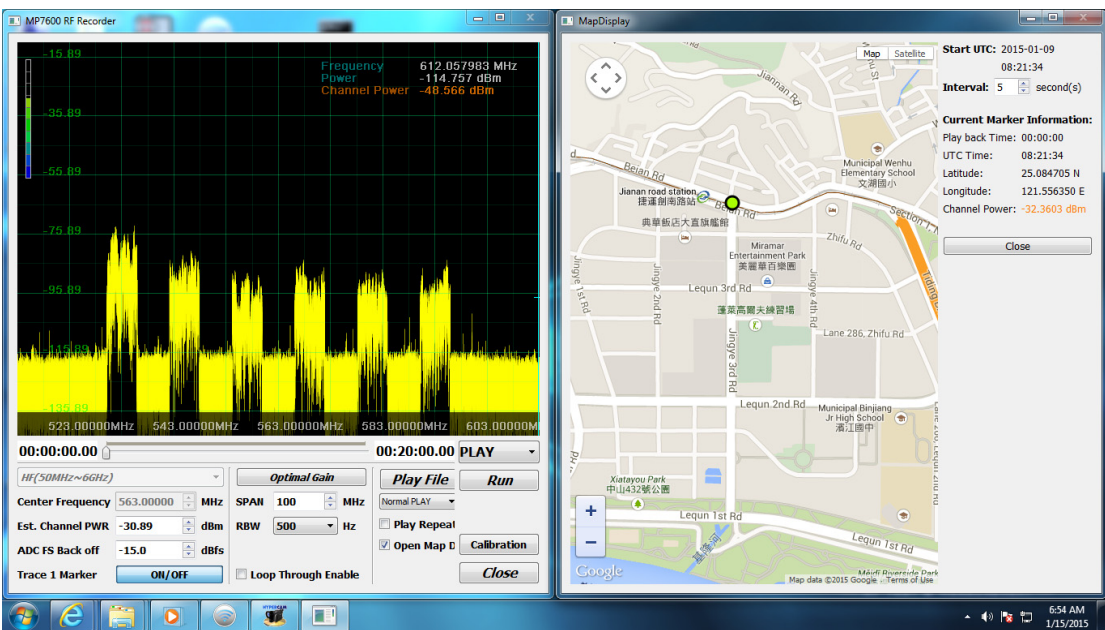 MP7600 RF Recorder
-15.89
-35.89
-55.89
-75.89
-95.89
-115.89
-135.89
Frequency 612.057983 MHz
Power -114.757 dBm
Channel Power -48.566 dBm
523.00000MHz 543.00000MHz 563.00000MHz 583.00000MHz 603.00000M
00:00:00.00 00:20:00.00 PLAY
HF(50MHz~6GHz) Optimal Gain Play File Run
Center Frequency 563.00000 MHz SPAN 100 MHz Normal PLAY
Est. Channel PWR -30.89 dBm RBW 500 Hz Play Repeat
ADC FS Back off -15.0 dBfs Open Map D Calibration
Trace 1 Marker ON/OFF Loop Through Enable Close
MapDisplay
Map Satellite
Jiannan Rd
Beian Rd
Municipal Wenhu
Elementary School
文湖國小
Jianan road station
捷運劍南路站
Beian Rd
典華飯店大直旗艦館
Zhifu Rd
Miramar
Entertainment Park
美麗華百樂園
Jingye 1st Rd
Jingye 2nd Rd
Jingye 4th Rd
Lequn 3rd Rd
蓬萊高爾夫練習場
Lane 286, Zhifu Rd
Jingye 3rd Rd
Lequn 2nd Rd
Municipal Binjiang
Jr High School
濱江國中
Xiatayou Park
中山432號公園
+
−
Lequn 1st Rd
Lequn 1st Rd
基隆河
Google
Meidi Riverside Park
Map data ©2015 Google Terms of Use
Start UTC: 2015-01-09
08:21:34
Interval: 5 second(s)
Current Marker Information:
Play back Time: 00:00:00
UTC Time: 08:21:34
Latitude: 25.084705 N
Longitude: 121.556350 E
Channel Power: -32.3603 dBm
Close
HYPERCAM
6:54 AM
1/15/2015